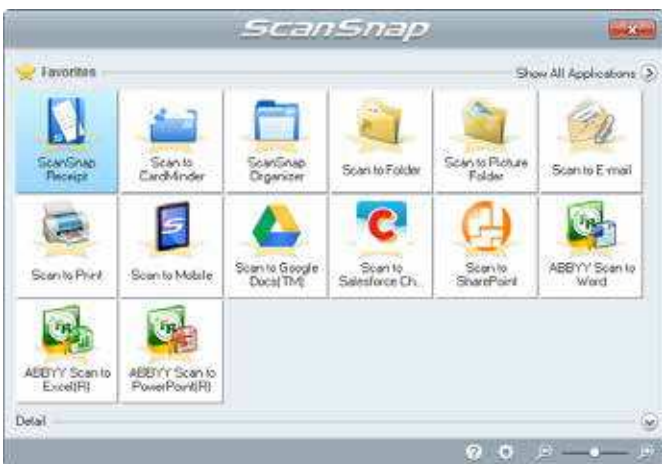 ScanSnap
Favorites
Show All Applications
ScanSnap
Receipt
Scan to
CardMinder
ScanSnap
Organizer
Scan to Folder
Scan to Picture
Folder
Scan to E-mail
Scan to Print
Scan to Mobile
Scan to Google
Docs(TM)
Scan to
Salesforce Ch...
Scan to
SharePoint
ABBYY Scan to
Word
ABBYY Scan to
Excel(R)
ABBYY Scan to
PowerPoint(R)
Detail